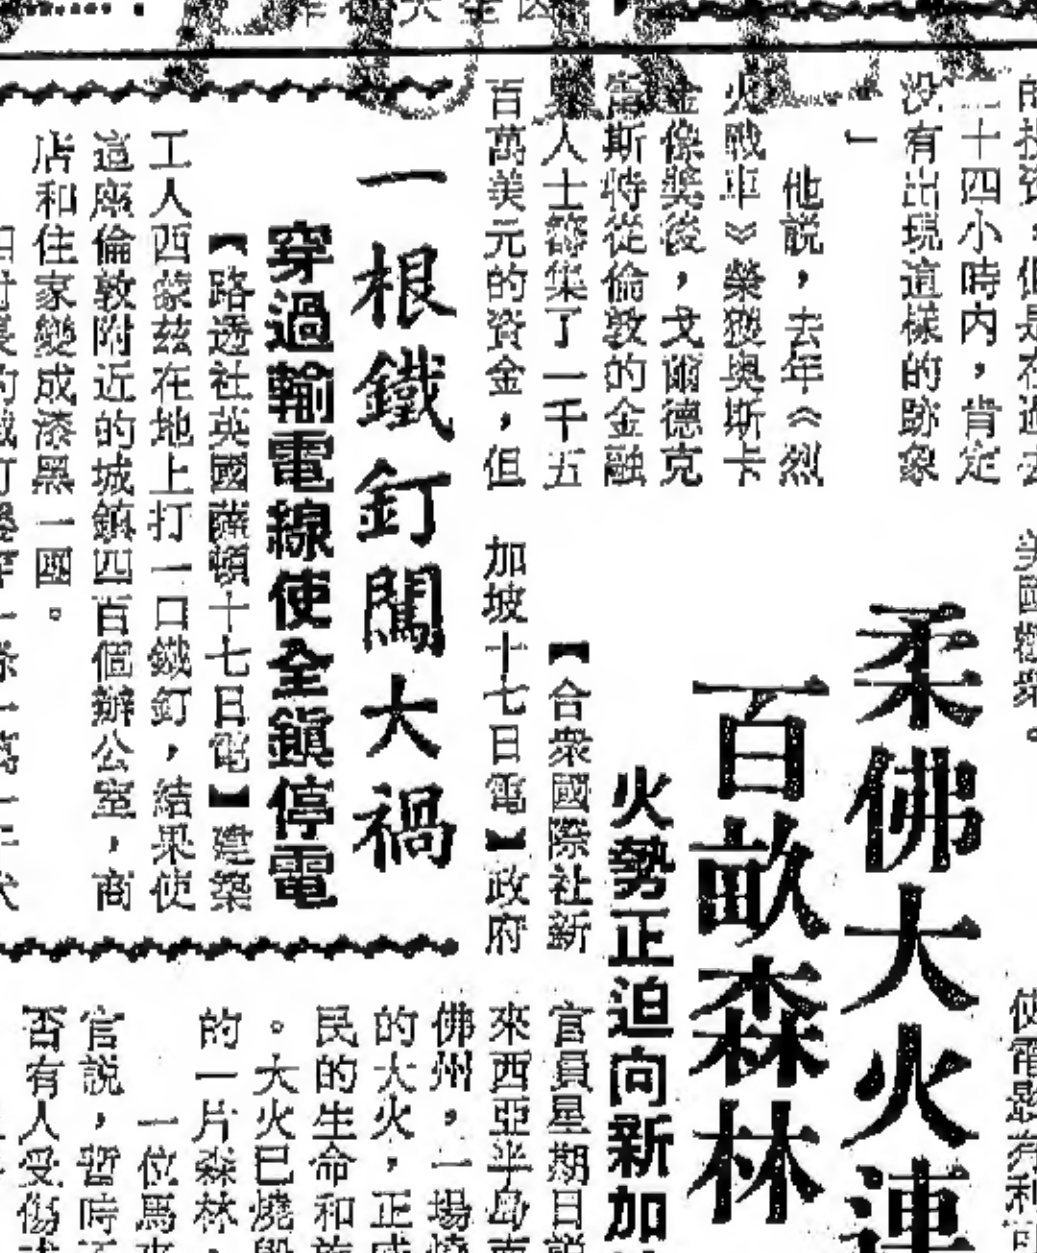 没有出現這樣的跡象
二十四小時內，肯定
」
他説，去年《烈
火戰車》榮獲奧斯卡
金像獎後，戈爾德克
雷斯特從倫敦的金融
界人士籌集了一千五
百萬美元的資金，但
一根鐵釘闖大禍
穿過輸電線使全鎮停電
【路透社英國薩頓十七日電】建築
工人西蒙茲在地上打一口鐵釘，結果使
這座倫敦附近的城鎮四百個辦公室，商
店和住家變成漆黑一團。
美國觀衆。
柔佛大火連
百畝森林
火勢正迫向新加
【合衆國際社新
加坡十七日電】政府
官員星期日説
來西亞半島南
佛州，一場燒
的大火，正威
民的生命和
。大火已燒毀
的一片森林，
一位馬來
官説，暫時
否有人受傷